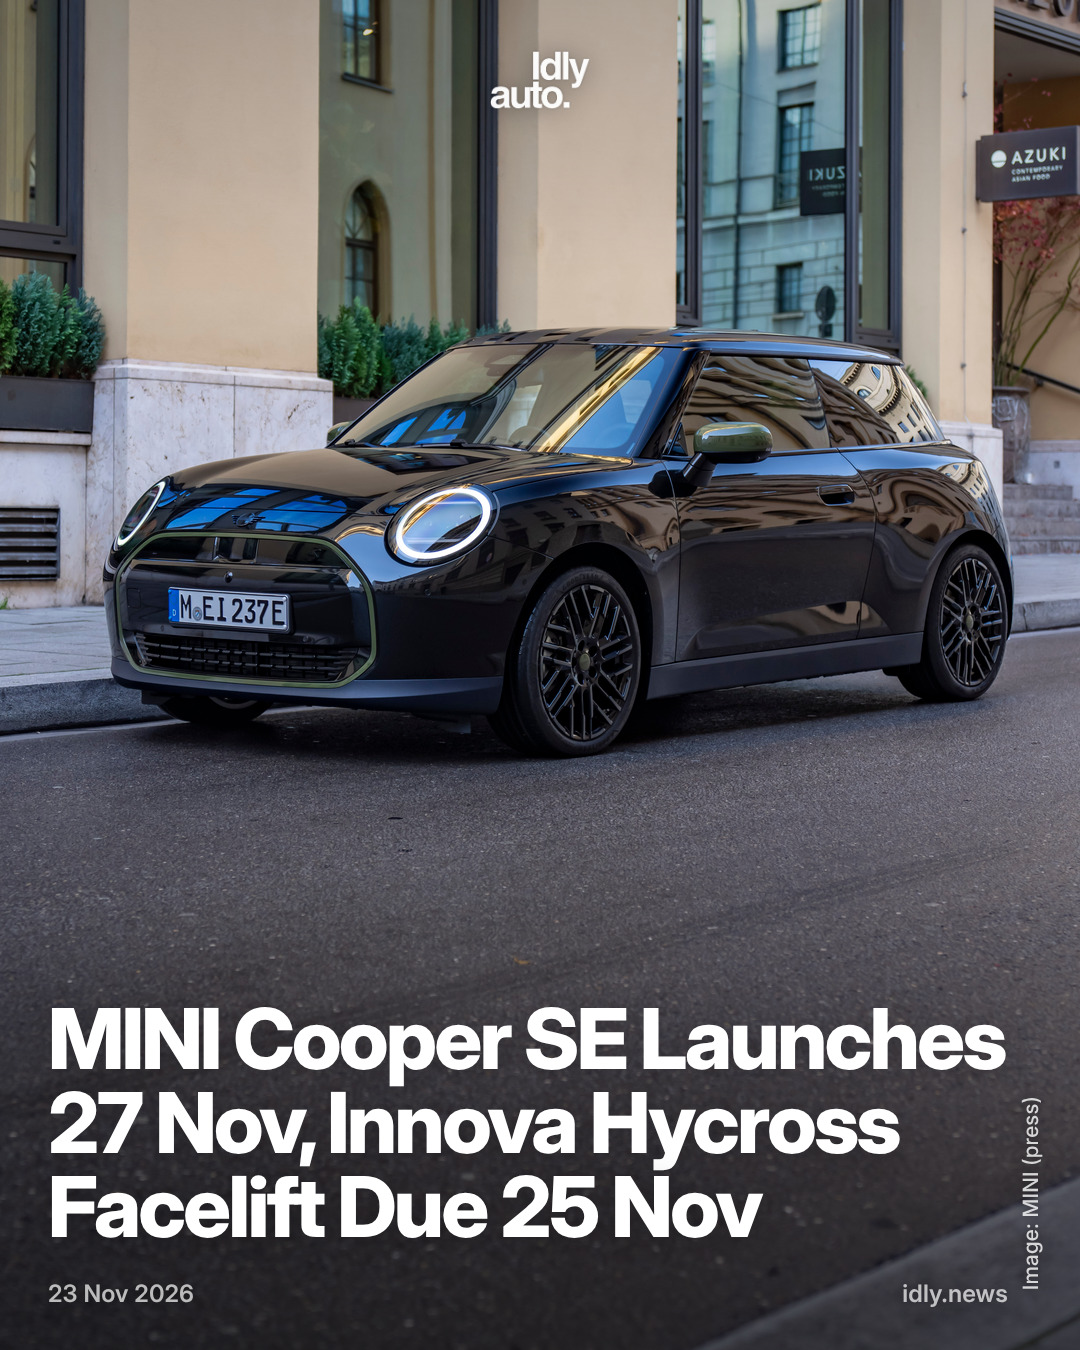 Idly
auto.
AZUKI
CONTEMPORARY
ASIAN FOOD
M EI 237E
MINI Cooper SE Launches
27 Nov, Innova Hycross
Facelift Due 25 Nov
Image: MINI (press)
23 Nov 2026
idly.news